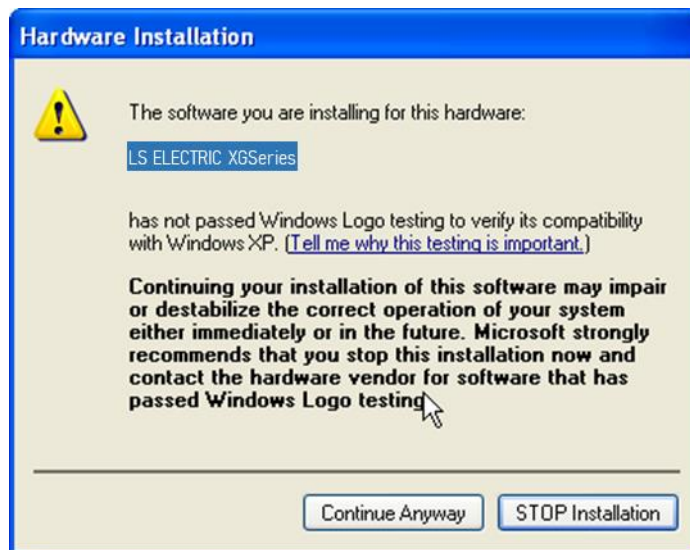 Hardware Installation
The software you are installing for this hardware:
LS ELECTRIC XGSeries
has not passed Windows Logo testing to verify its compatibility
with Windows XP. (Tell me why this testing is important.)
Continuing your installation of this software may impair
or destabilize the correct operation of your system
either immediately or in the future. Microsoft strongly
recommends that you stop this installation now and
contact the hardware vendor for software that has
passed Windows Logo testing.
Continue Anyway STOP Installation